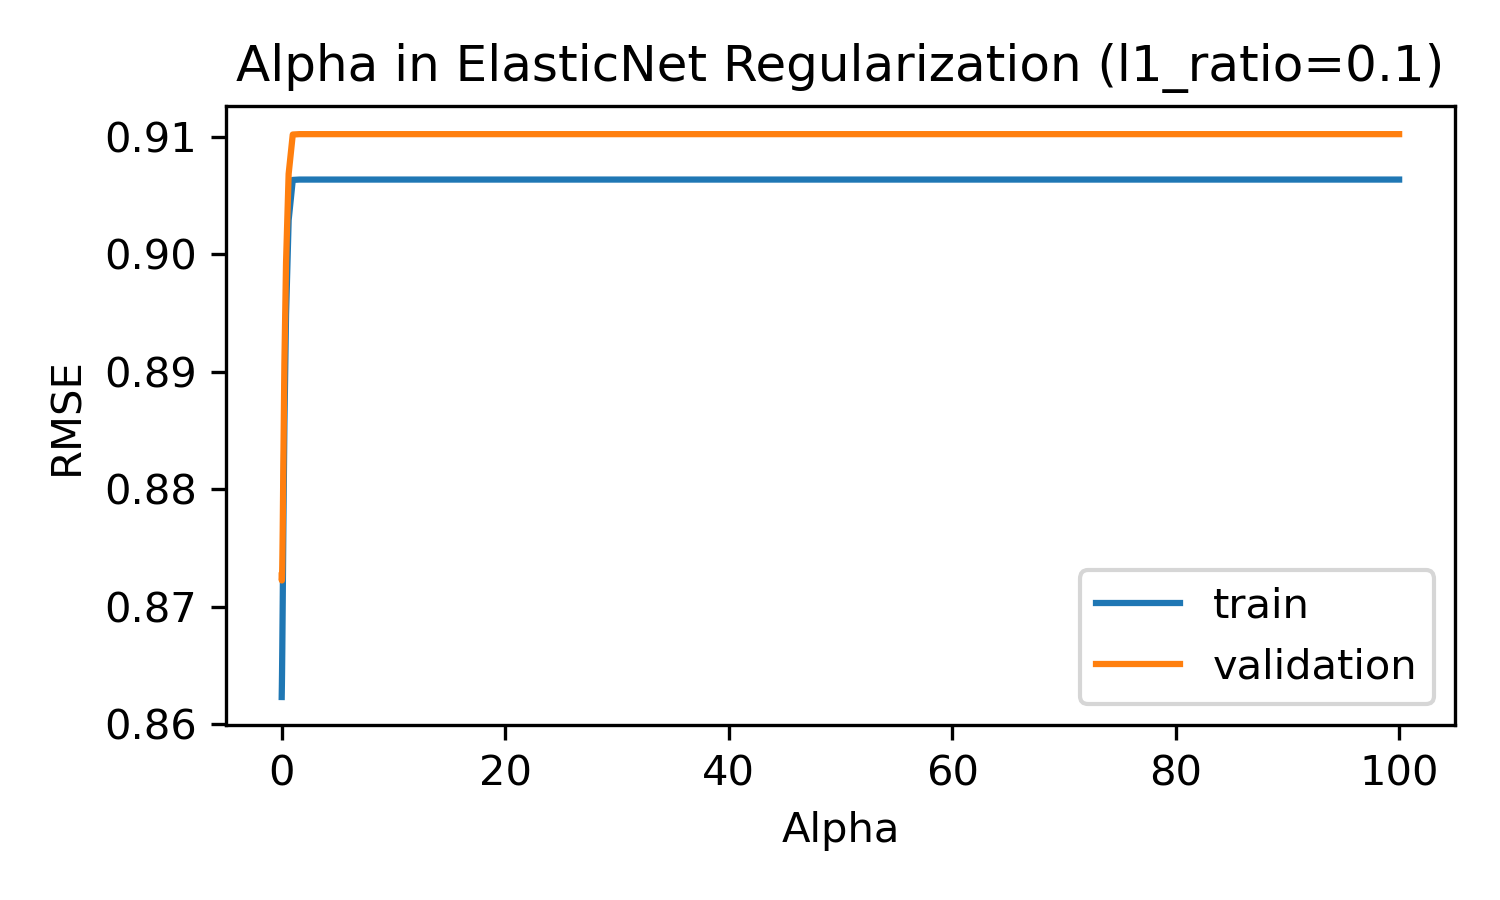 Alpha in ElasticNet Regularization (l1_ratio=0.1)
0.91
0.90
0.89
0.88
0.87
0.86
RMSE
train
validation
0 20 40 60 80 100
Alpha